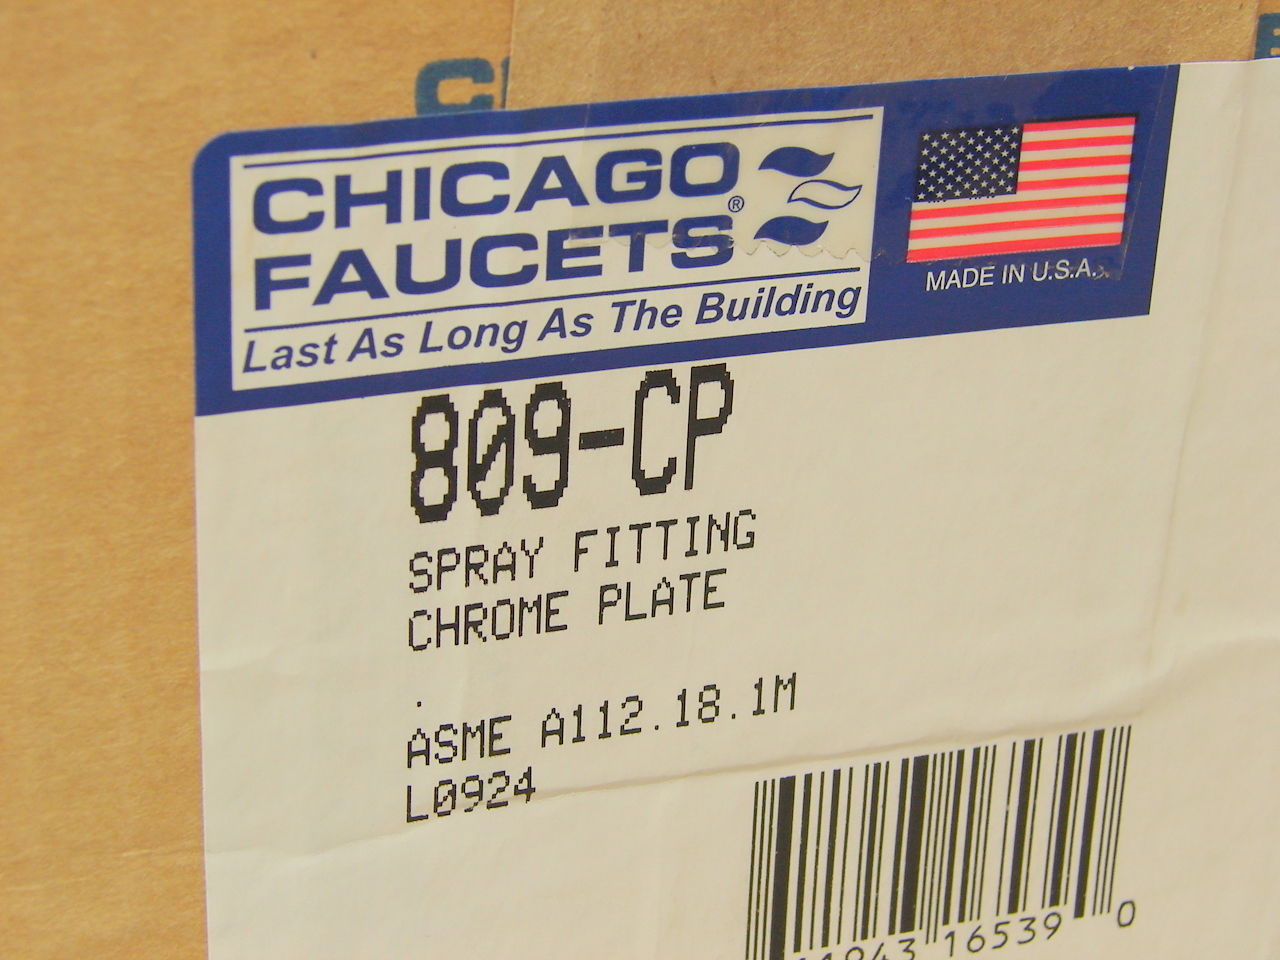 CHICAGO
FAUCETS®
Last As Long As The Building
MADE IN U.S.A.
809-CP
SPRAY FITTING
CHROME PLATE
.
ASME A112.18.1M
L0924
16539 0